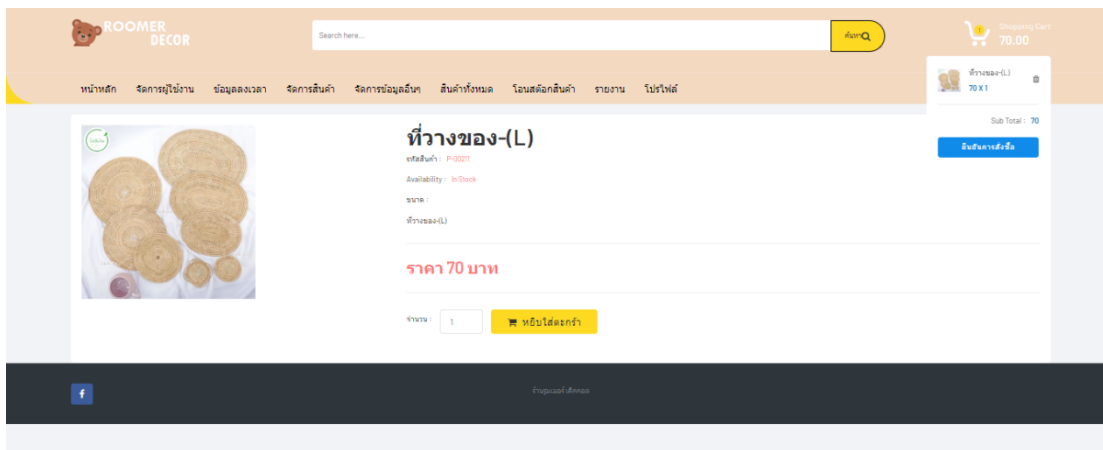 ROOMER
DECOR
Search here...
ค้นหา
1
Shopping Cart
70.00
หน้าหลัก จัดการผู้ใช้งาน ข้อมูลลงเวลา จัดการสินค้า จัดการข้อมูลอื่นๆ สินค้าทั้งหมด โอนสต๊อกสินค้า รายงาน โปรไฟล์
ที่วางของ-(L)
70 X 1
Sub Total : 70
ยืนยันการสั่งซื้อ
ที่วางของ-(L)
รหัสสินค้า : P-00211
Availability : In Stock
ขนาด :
ที่วางของ-(L)
ราคา 70 บาท
จำนวน : 1 หยิบใส่ตะกร้า
f